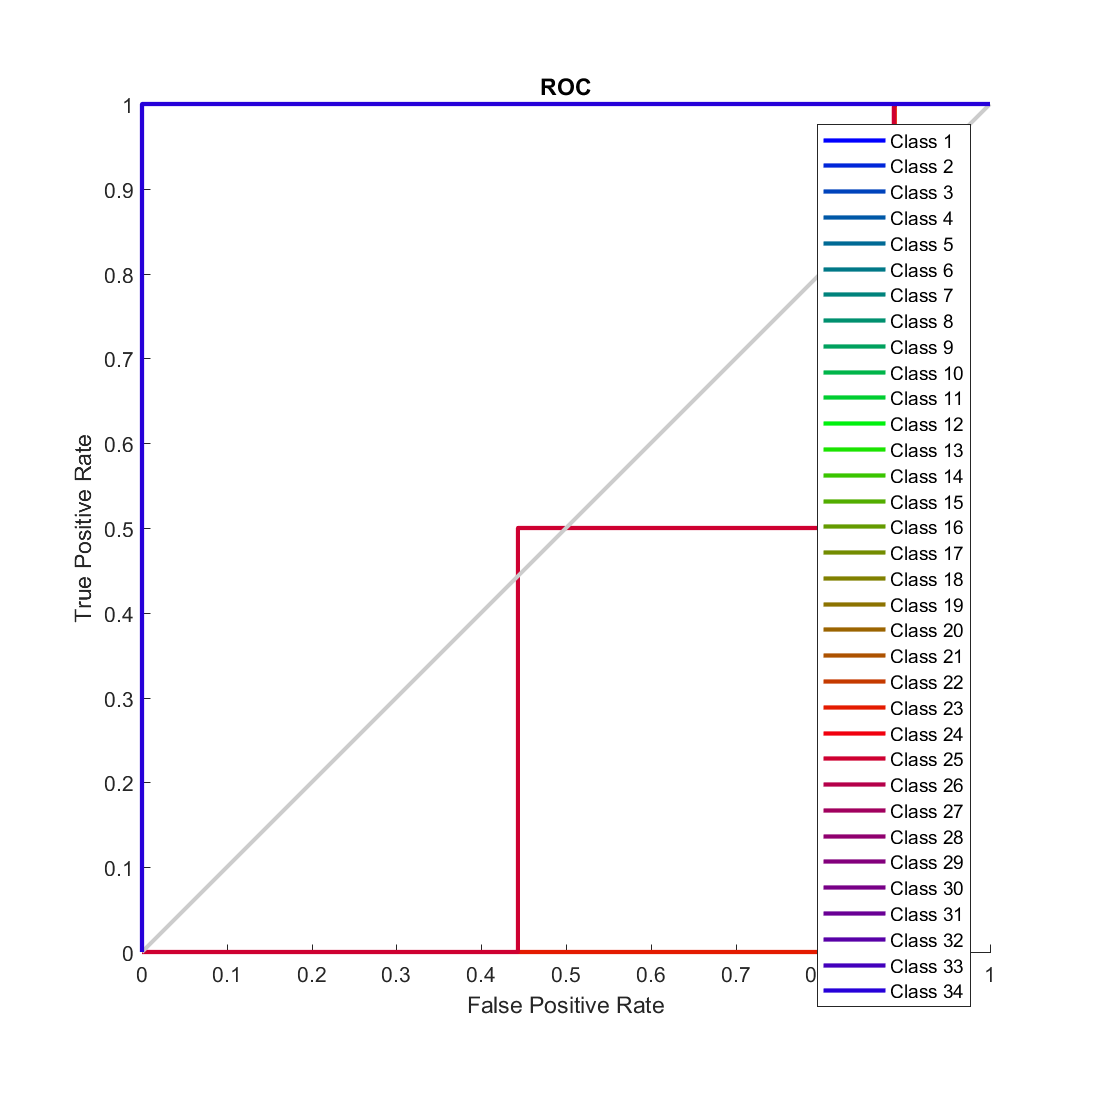 ROC
1
0.9
0.8
0.7
0.6
0.5
0.4
0.3
0.2
0.1
0
True Positive Rate
0 0.1 0.2 0.3 0.4 0.5 0.6 0.7 0 1
False Positive Rate
Class 1
Class 2
Class 3
Class 4
Class 5
Class 6
Class 7
Class 8
Class 9
Class 10
Class 11
Class 12
Class 13
Class 14
Class 15
Class 16
Class 17
Class 18
Class 19
Class 20
Class 21
Class 22
Class 23
Class 24
Class 25
Class 26
Class 27
Class 28
Class 29
Class 30
Class 31
Class 32
Class 33
Class 34